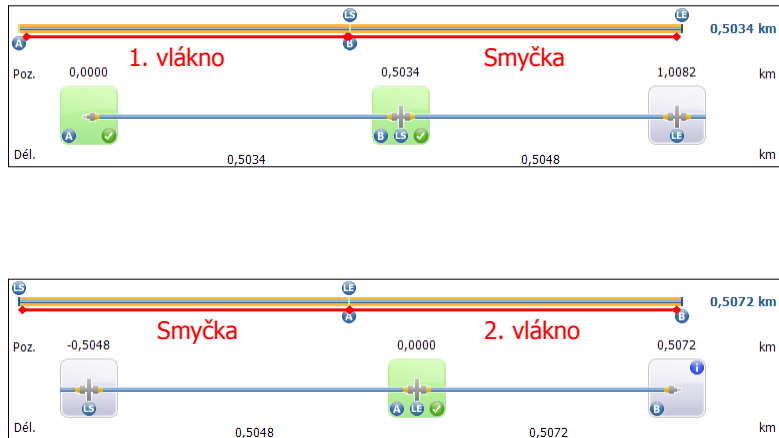 LS LE
0,5034 km
A B
1. vlákno Smyčka
Poz. 0,0000 0,5034 1,0082 km
A B LS LE
Dél. 0,5034 0,5048 km
LS LE
0,5072 km
A B
Smyčka 2. vlákno
Poz. -0,5048 0,0000 0,5072 km
i
LS A LE B
Dél. 0,5048 0,5072 km